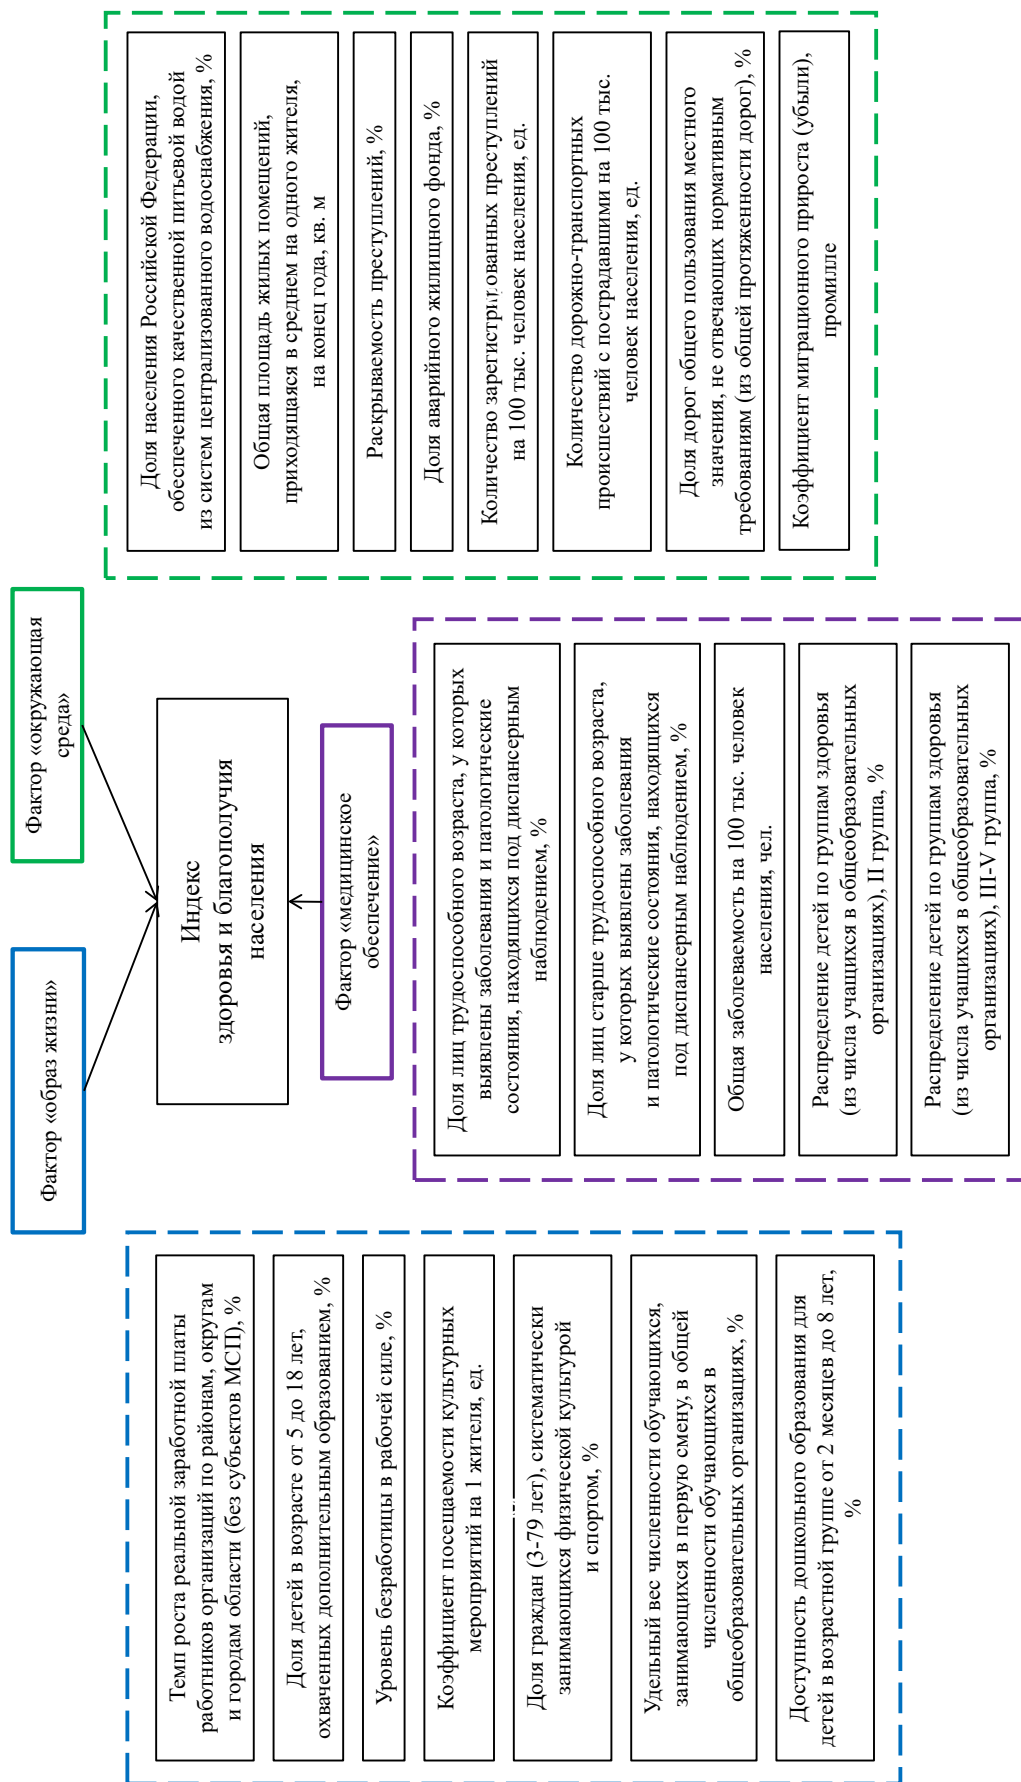 Фактор «образ жизни»
Фактор «окружающая
среда»
Индекс
здоровья и благополучия
населения
Фактор «медицинское
обеспечение»
Темп роста реальной заработной платы
работников организаций по районам, округам
и городам области (без субъектов МСП), %
Доля детей в возрасте от 5 до 18 лет,
охваченных дополнительным образованием, %
Уровень безработицы в рабочей силе, %
Коэффициент посещаемости культурных
мероприятий на 1 жителя, ед.
Доля граждан (3-79 лет), систематически
занимающихся физической культурой
и спортом, %
Удельный вес численности обучающихся,
занимающихся в первую смену, в общей
численности обучающихся в
общеобразовательных организациях, %
Доступность дошкольного образования для
детей в возрастной группе от 2 месяцев до 8 лет,
%
Доля лиц трудоспособного возраста, у которых
выявлены заболевания и патологические
состояния, находящихся под диспансерным
наблюдением, %
Доля лиц старше трудоспособного возраста,
у которых выявлены заболевания
и патологические состояния, находящихся
под диспансерным наблюдением, %
Общая заболеваемость на 100 тыс. человек
населения, чел.
Распределение детей по группам здоровья
(из числа учащихся в общеобразовательных
организациях), II группа, %
Распределение детей по группам здоровья
(из числа учащихся в общеобразовательных
организациях), III-V группа, %
Доля населения Российской Федерации,
обеспеченного качественной питьевой водой
из систем централизованного водоснабжения, %
Общая площадь жилых помещений,
приходящаяся в среднем на одного жителя,
на конец года, кв. м
Раскрываемость преступлений, %
Доля аварийного жилищного фонда, %
Количество зарегистрированных преступлений
на 100 тыс. человек населения, ед.
Количество дорожно-транспортных
происшествий с пострадавшими на 100 тыс.
человек населения, ед.
Доля дорог общего пользования местного
значения, не отвечающих нормативным
требованиям (из общей протяженности дорог), %
Коэффициент миграционного прироста (убыли),
промилле